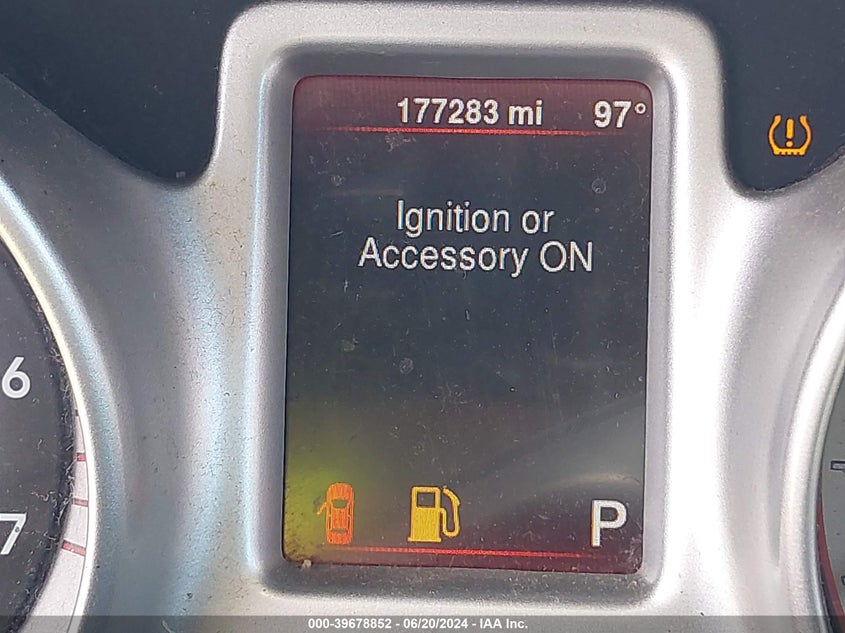 177283 mi 97°
Ignition or
Accessory ON
6
7
P
000-39678852 - 06/20/2024 - IAA Inc.